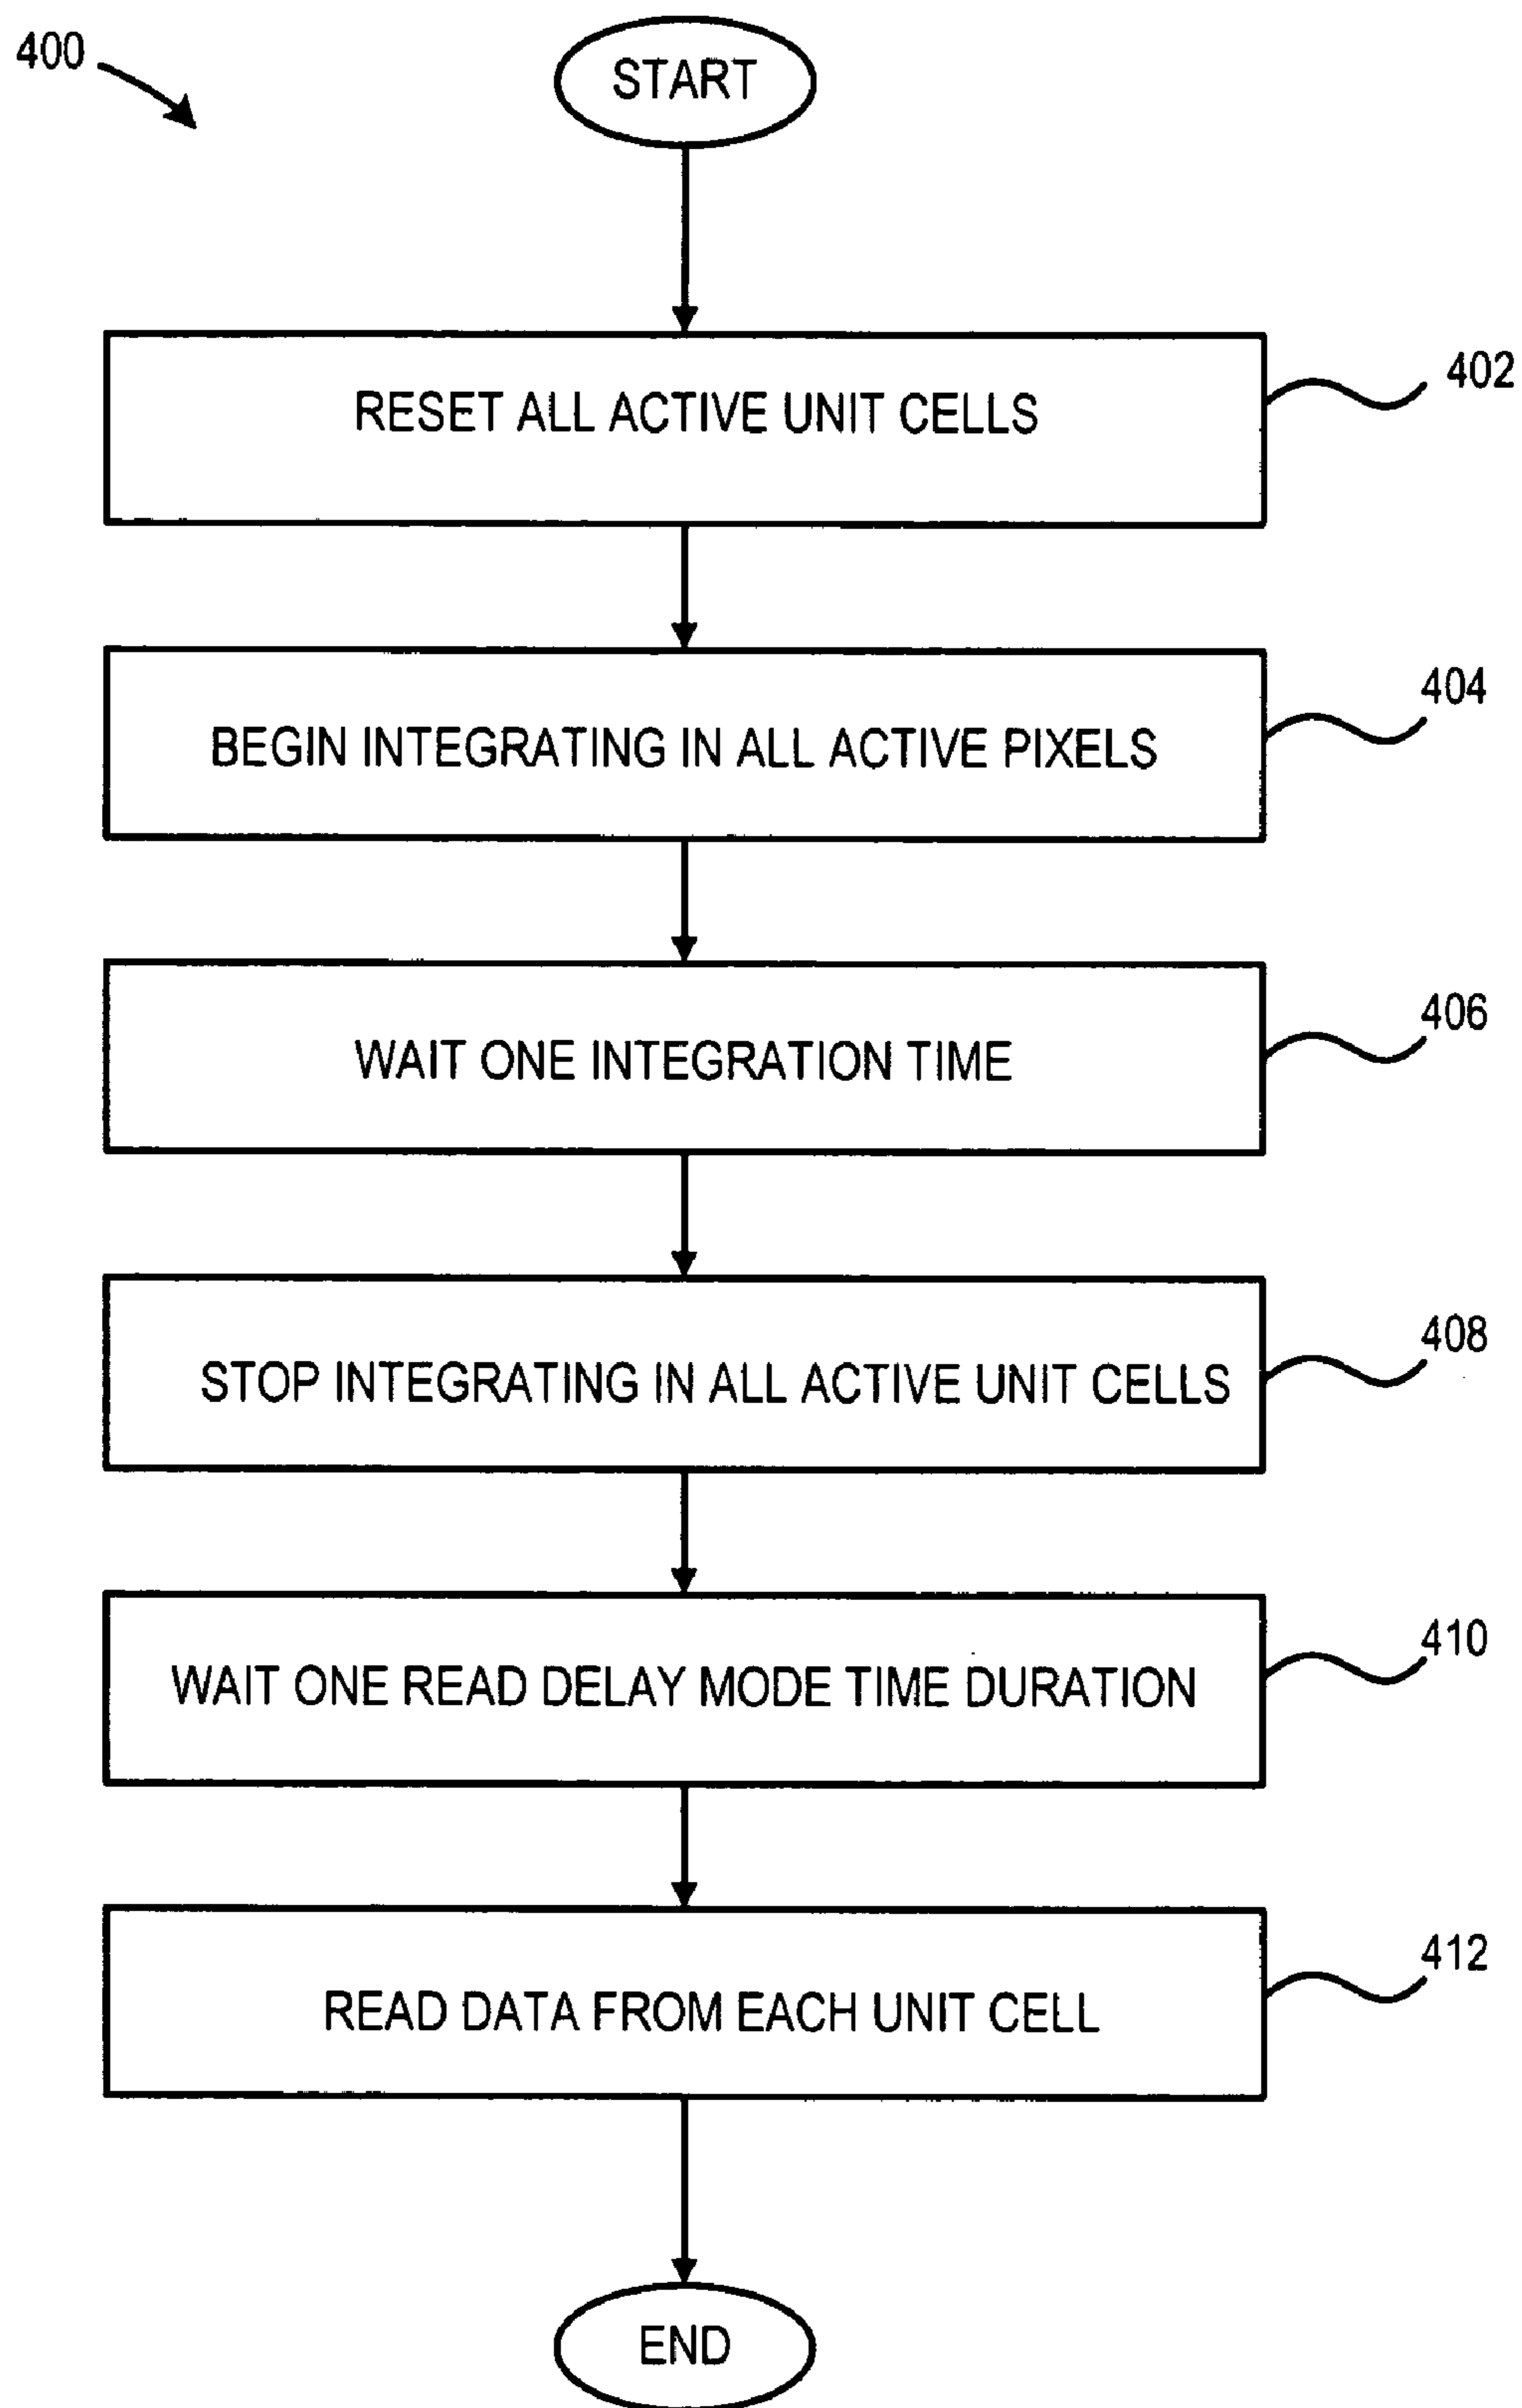 400
START
RESET ALL ACTIVE UNIT CELLS
402
BEGIN INTEGRATING IN ALL ACTIVE PIXELS
404
WAIT ONE INTEGRATION TIME
406
STOP INTEGRATING IN ALL ACTIVE UNIT CELLS
408
WAIT ONE READ DELAY MODE TIME DURATION
410
READ DATA FROM EACH UNIT CELL
412
END